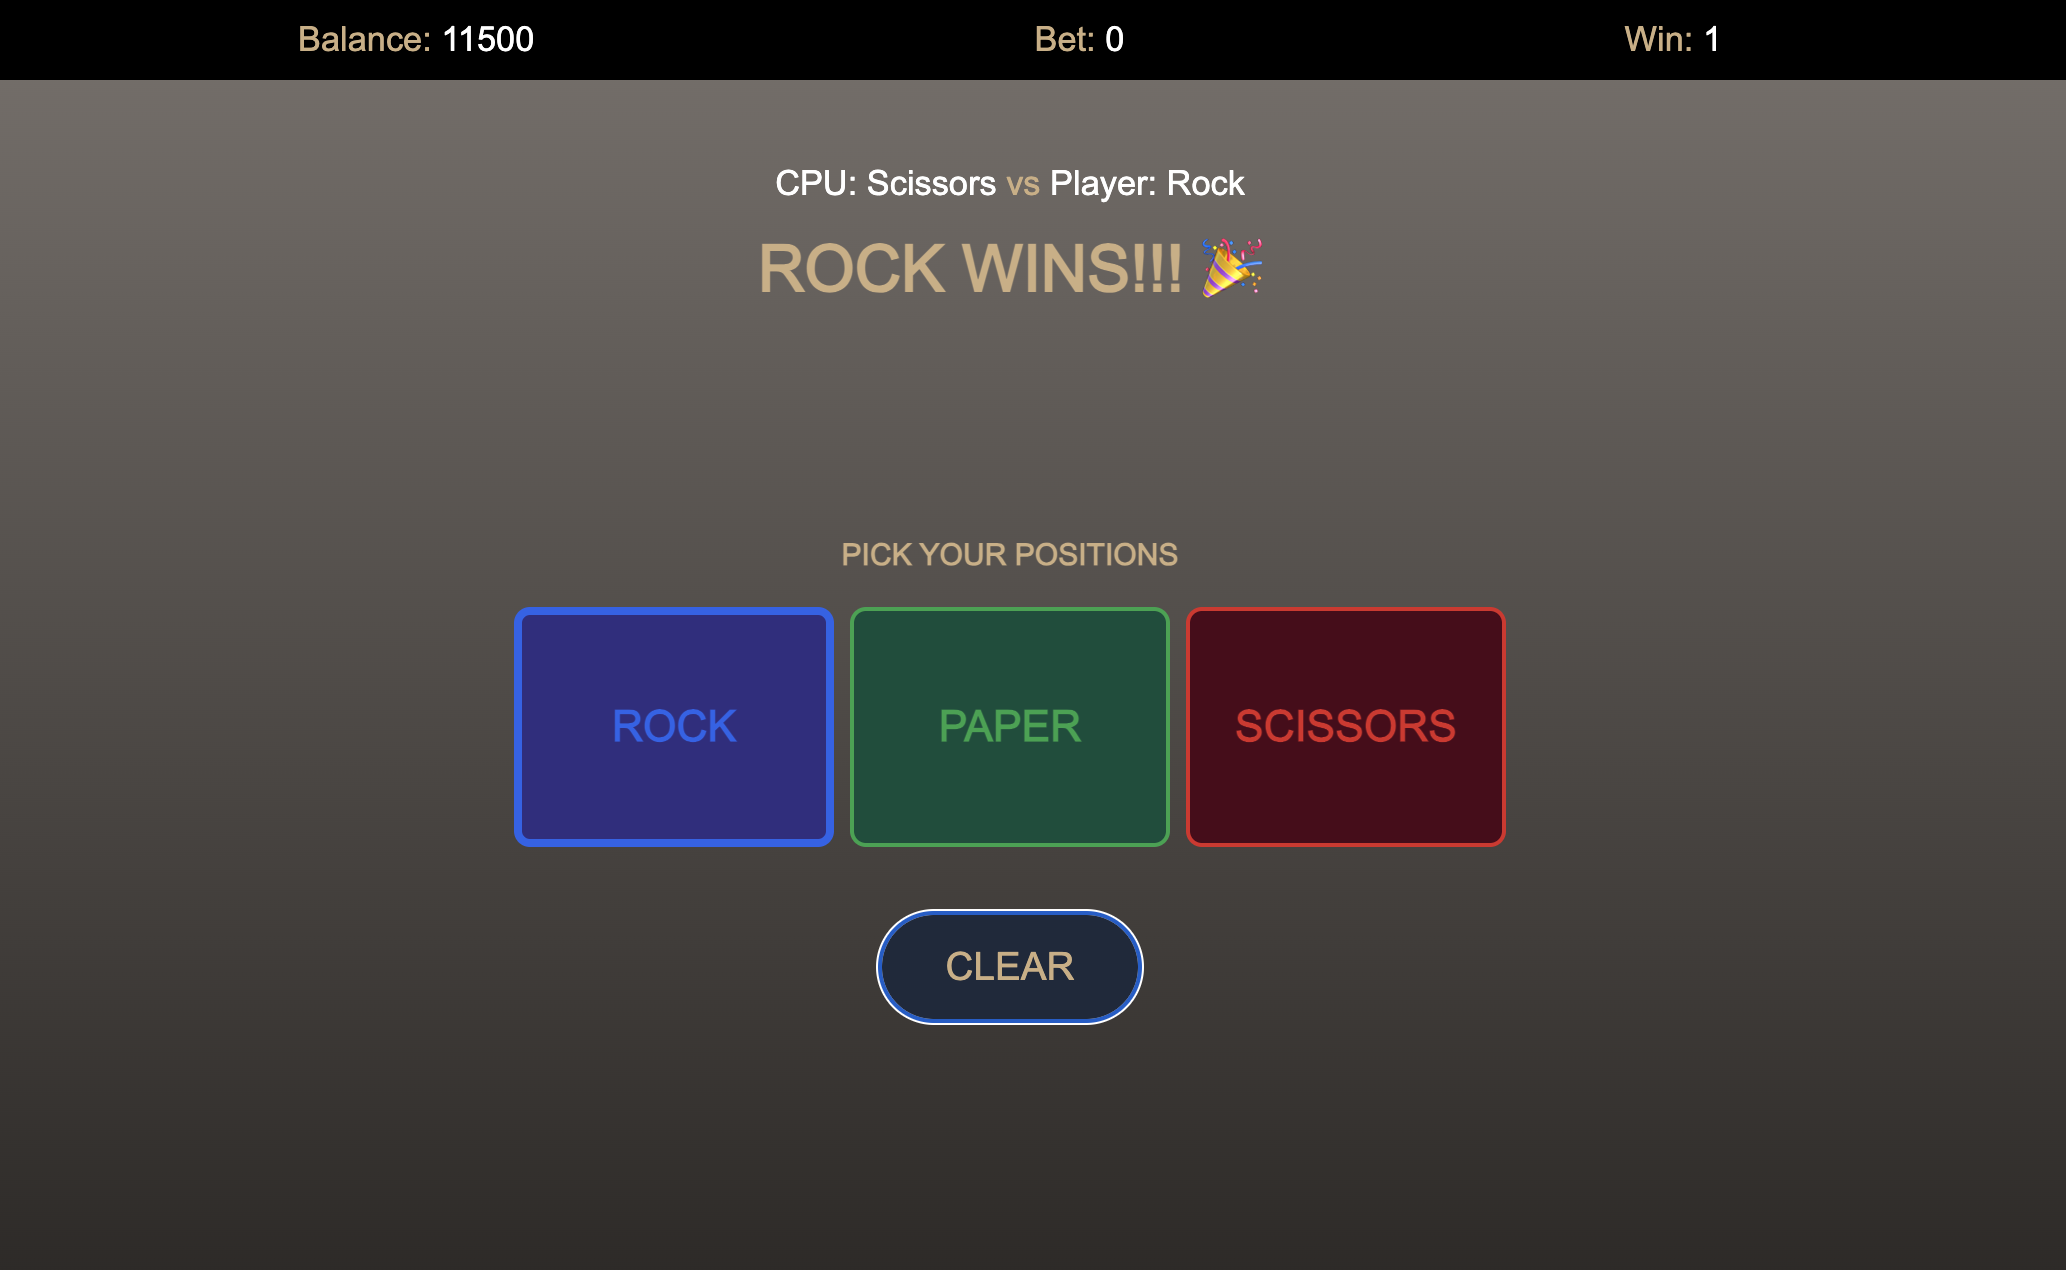 Balance: 11500 Bet: 0 Win: 1
CPU: Scissors vs Player: Rock
ROCK WINS!!! 🎉
PICK YOUR POSITIONS
ROCK PAPER SCISSORS
CLEAR